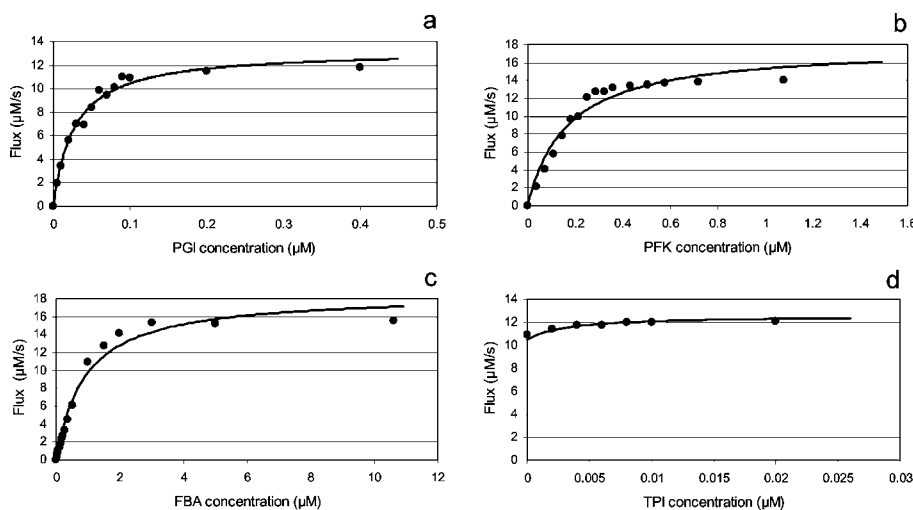 a
14
12
10
8
6
4
2
0
Flux (µM/s)
0 0.1 0.2 0.3 0.4 0.5
PGI concentration (µM)
b
18
16
14
12
10
8
6
4
2
0
Flux (µM/s)
0 0.2 0.4 0.6 0.8 1 1.2 1.4 1.6
PFK concentration (µM)
c
18
16
14
12
10
8
6
4
2
0
Flux (µM/s)
0 2 4 6 8 10 12
FBA concentration (µM)
d
14
12
10
8
6
4
2
0
Flux (µM/s)
0 0.005 0.01 0.015 0.02 0.025 0.03
TPI concentration (µM)